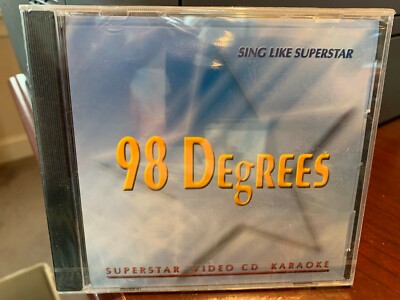 SING LIKE SUPERSTAR
98 DEgREES
SUPERSTAR VIDEO CD KARAOKE